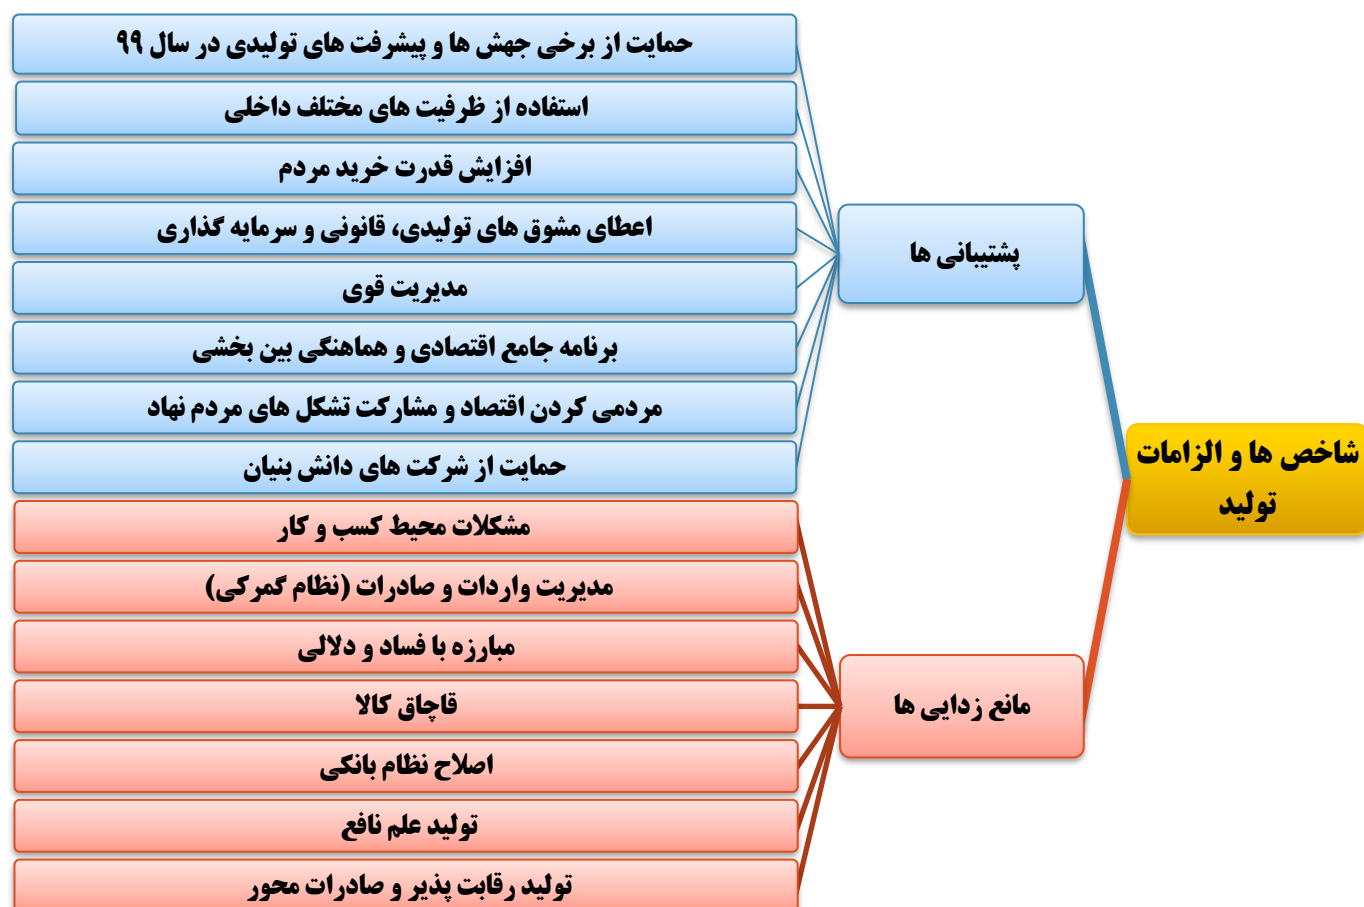 شاخص ها و الزامات
تولید
پشتیبانی ها
حمایت از برخی جهش ها و پیشرفت های تولیدی در سال ۹۹
استفاده از ظرفیت های مختلف داخلی
افزایش قدرت خرید مردم
اعطای مشوق های تولیدی، قانونی و سرمایه گذاری
مدیریت قوی
برنامه جامع اقتصادی و هماهنگی بین بخشی
مردمی کردن اقتصاد و مشارکت تشکل های مردم نهاد
حمایت از شرکت های دانش بنیان
مانع زدایی ها
مشکلات محیط کسب و کار
مدیریت واردات و صادرات (نظام گمرکی)
مبارزه با فساد و دلالی
قاچاق کالا
اصلاح نظام بانکی
تولید علم نافع
تولید رقابت پذیر و صادرات محور